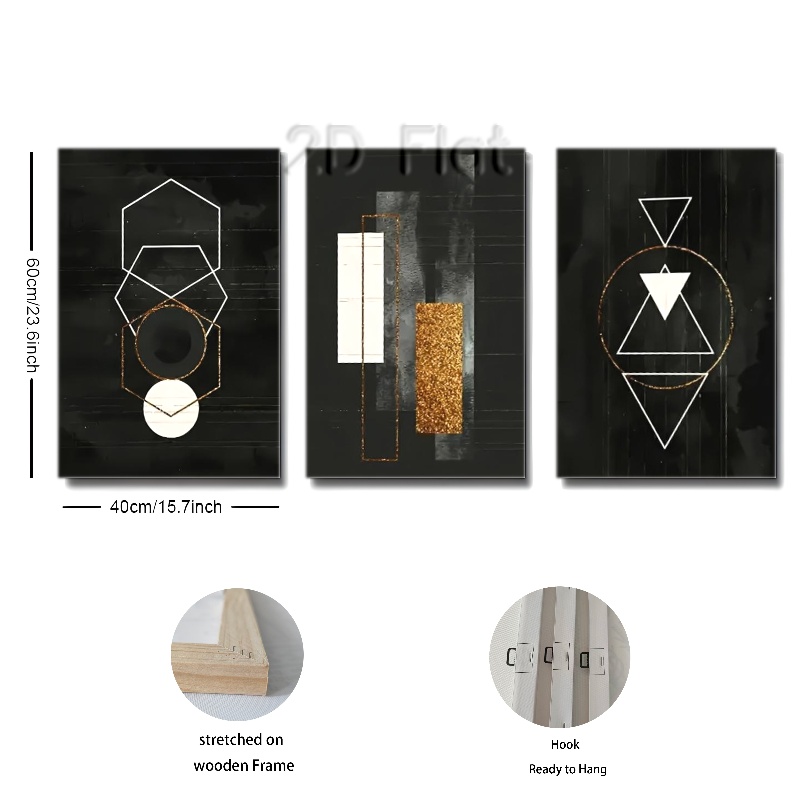 2D Flat
60cm/23.6inch
40cm/15.7inch
stretched on
wooden Frame
Hook
Ready to Hang